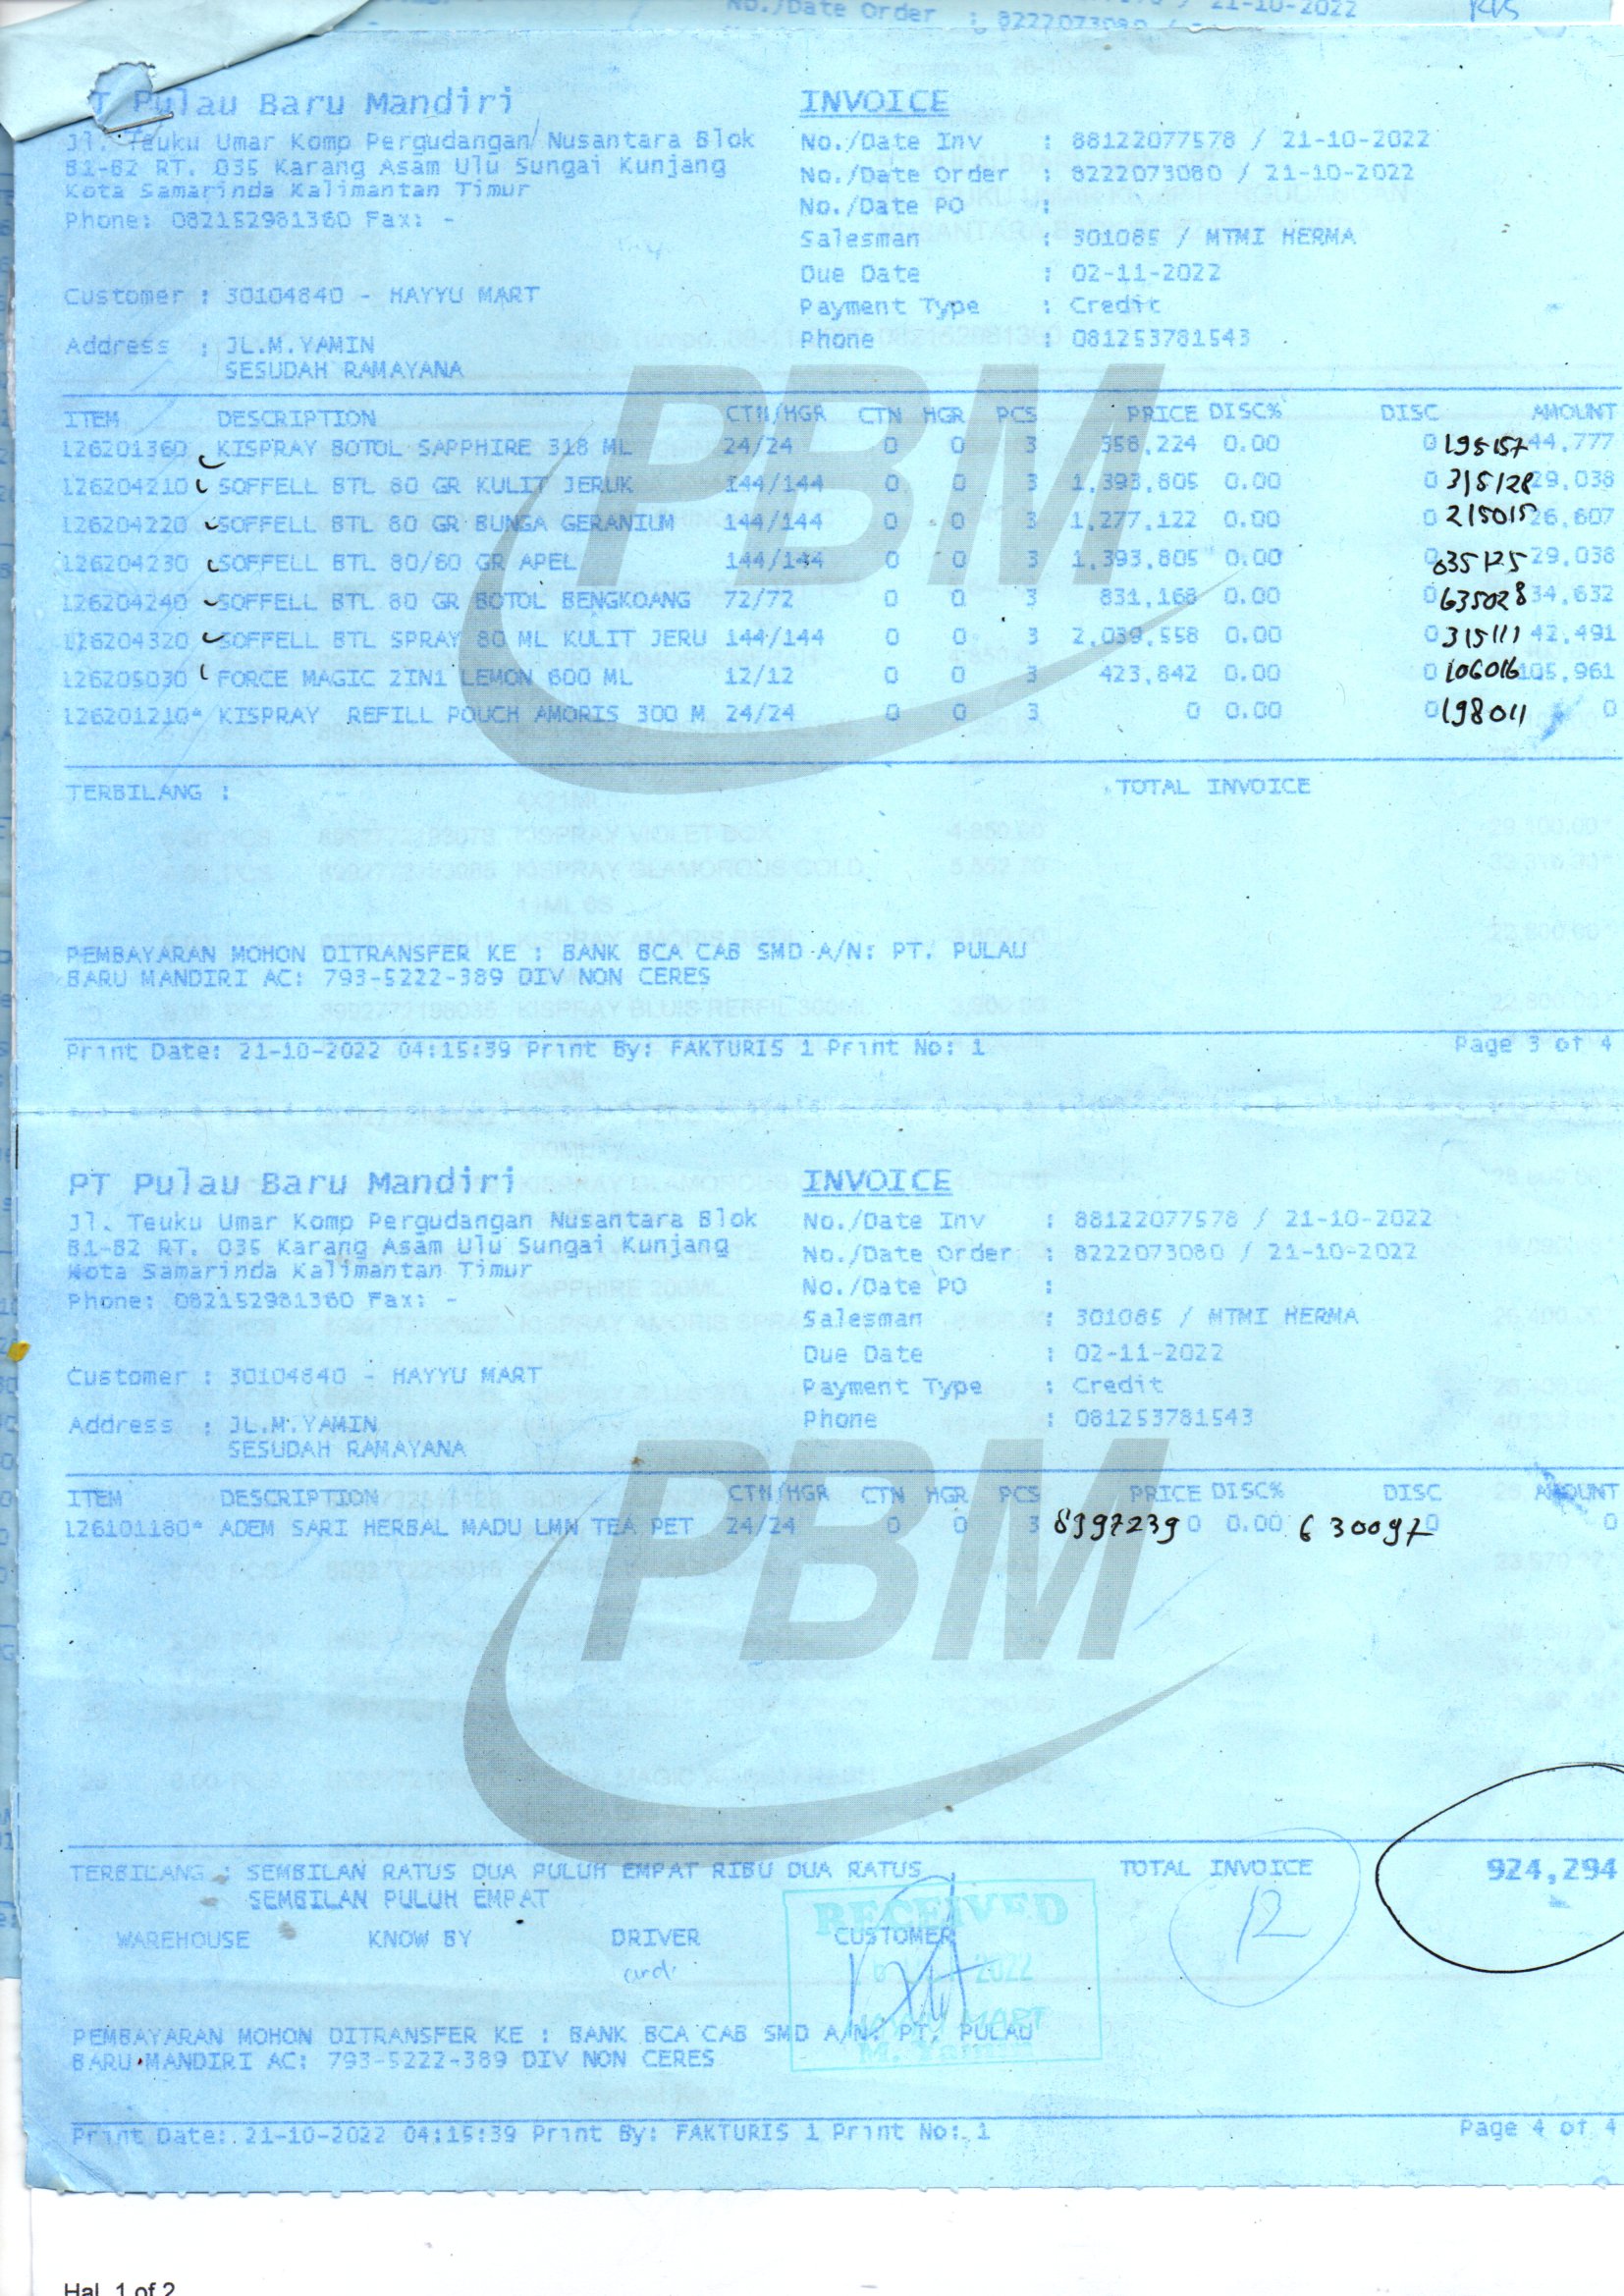 No./Date Order : 8222073080 / -
21-10-2022
T Pulau Baru Mandiri
INVOICE
Jl. Teuku Umar Komp Pergudangan Nusantara Blok
B1-B2 RT. 035 Karang Asam Ulu Sungai Kunjang
Kota Samarinda Kalimantan Timur
Phone: 082152981360 Fax: -
No./Date Inv : 88122077578 / 21-10-2022
No./Date Order : 8222073080 / 21-10-2022
No./Date PO :
Salesman : 301085 / MTMI HERMA
Due Date : 02-11-2022
Payment Type : Credit
Phone : 081253781543
Customer : 30104840 - HAYYU MART
Address : JL.M.YAMIN
SESUDAH RAMAYANA
ITEM DESCRIPTION CTN/HGR CTN HGR PCS PRICE DISC% DISC AMOUNT
126201360 KISPRAY BOTOL SAPPHIRE 318 ML 24/24 0 0 3 358,224 0.00 0 195157 44,777
126204210 SOFFELL BTL 80 GR KULIT JERUK 144/144 0 0 3 1,393,805 0.00 0 315128 29,038
126204220 SOFFELL BTL 80 GR BUNGA GERANIUM 144/144 0 0 3 1,277,122 0.00 0 215015 26,607
126204230 SOFFELL BTL 80/60 GR APEL 144/144 0 0 3 1,393,805 0.00 0 035125 29,038
126204240 SOFFELL BTL 80 GR BOTOL BENGKOANG 72/72 0 0 3 831,168 0.00 0 635028 34,632
126204320 SOFFELL BTL SPRAY 80 ML KULIT JERU 144/144 0 0 3 2,039,558 0.00 0 315111 42,491
126205030 FORCE MAGIC 2IN1 LEMON 600 ML 12/12 0 0 3 423,842 0.00 0 106016 105,961
126201210* KISPRAY REFILL POUCH AMORIS 300 M 24/24 0 0 3 0 0.00 0 198011 0
PBM
TERBILANG :
TOTAL INVOICE
PEMBAYARAN MOHON DITRANSFER KE : BANK BCA CAB SMD A/N: PT. PULAU
BARU MANDIRI AC: 793-5222-389 DIV NON CERES
Print Date: 21-10-2022 04:15:39 Print By: FAKTURIS 1 Print No: 1
Page 3 of 4
PT Pulau Baru Mandiri
INVOICE
Jl. Teuku Umar Komp Pergudangan Nusantara Blok
B1-B2 RT. 035 Karang Asam Ulu Sungai Kunjang
Kota Samarinda Kalimantan Timur
Phone: 082152981360 Fax: -
No./Date Inv : 88122077578 / 21-10-2022
No./Date Order : 8222073080 / 21-10-2022
No./Date PO :
Salesman : 301085 / MTMI HERMA
Due Date : 02-11-2022
Payment Type : Credit
Phone : 081253781543
Customer : 30104840 - HAYYU MART
Address : JL.M.YAMIN
SESUDAH RAMAYANA
ITEM DESCRIPTION CTN/HGR CTN HGR PCS PRICE DISC% DISC AMOUNT
126101180* ADEM SARI HERBAL MADU LMN TEA PET 24/24 0 0 3 8997239 0 0.00 630097 0 0
PBM
TERBILANG : SEMBILAN RATUS DUA PULUH EMPAT RIBU DUA RATUS
SEMBILAN PULUH EMPAT
TOTAL INVOICE 924,294
12
WAREHOUSE KNOW BY DRIVER CUSTOMER
andi
RECEIVED
2022
HAYYU MART
M. Yamin
PEMBAYARAN MOHON DITRANSFER KE : BANK BCA CAB SMD A/N: PT. PULAU
BARU MANDIRI AC: 793-5222-389 DIV NON CERES
Print Date: 21-10-2022 04:15:39 Print By: FAKTURIS 1 Print No: 1
Page 4 of 4
Hal. 1 of 2